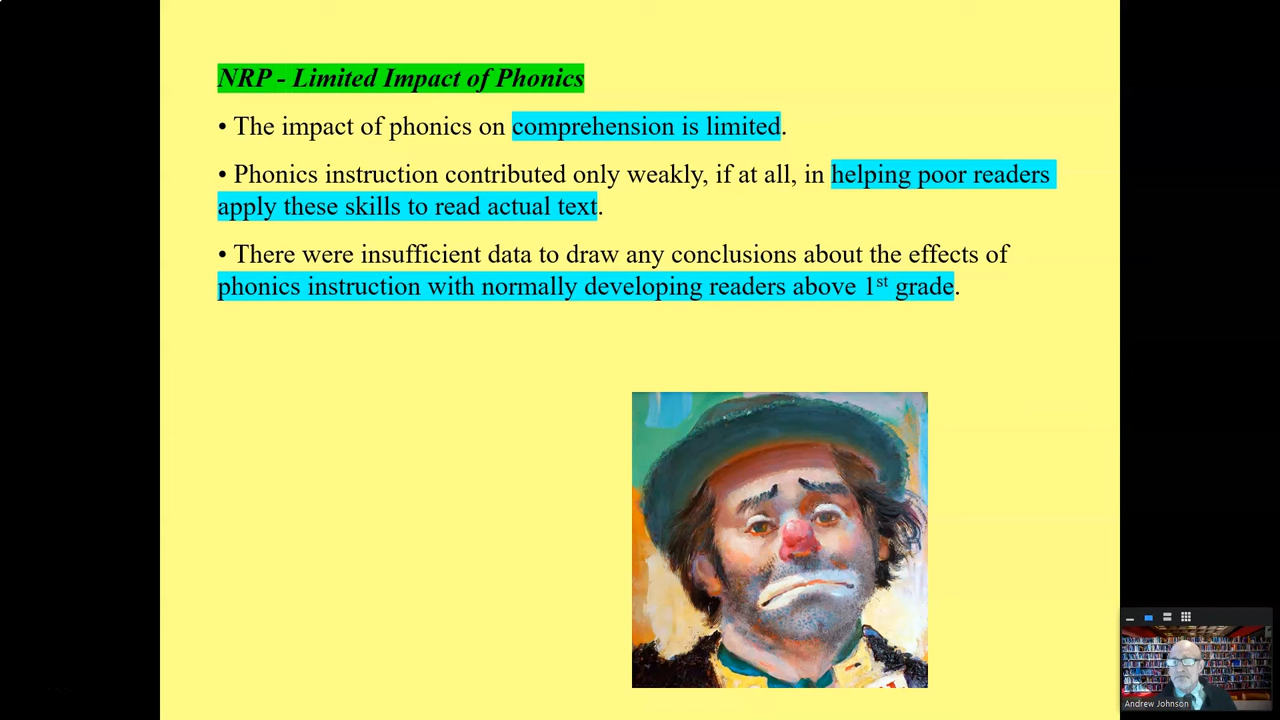 NRP - Limited Impact of Phonics
• The impact of phonics on comprehension is limited.
• Phonics instruction contributed only weakly, if at all, in helping poor readers
apply these skills to read actual text.
• There were insufficient data to draw any conclusions about the effects of
phonics instruction with normally developing readers above 1st grade.
Andrew Johnson